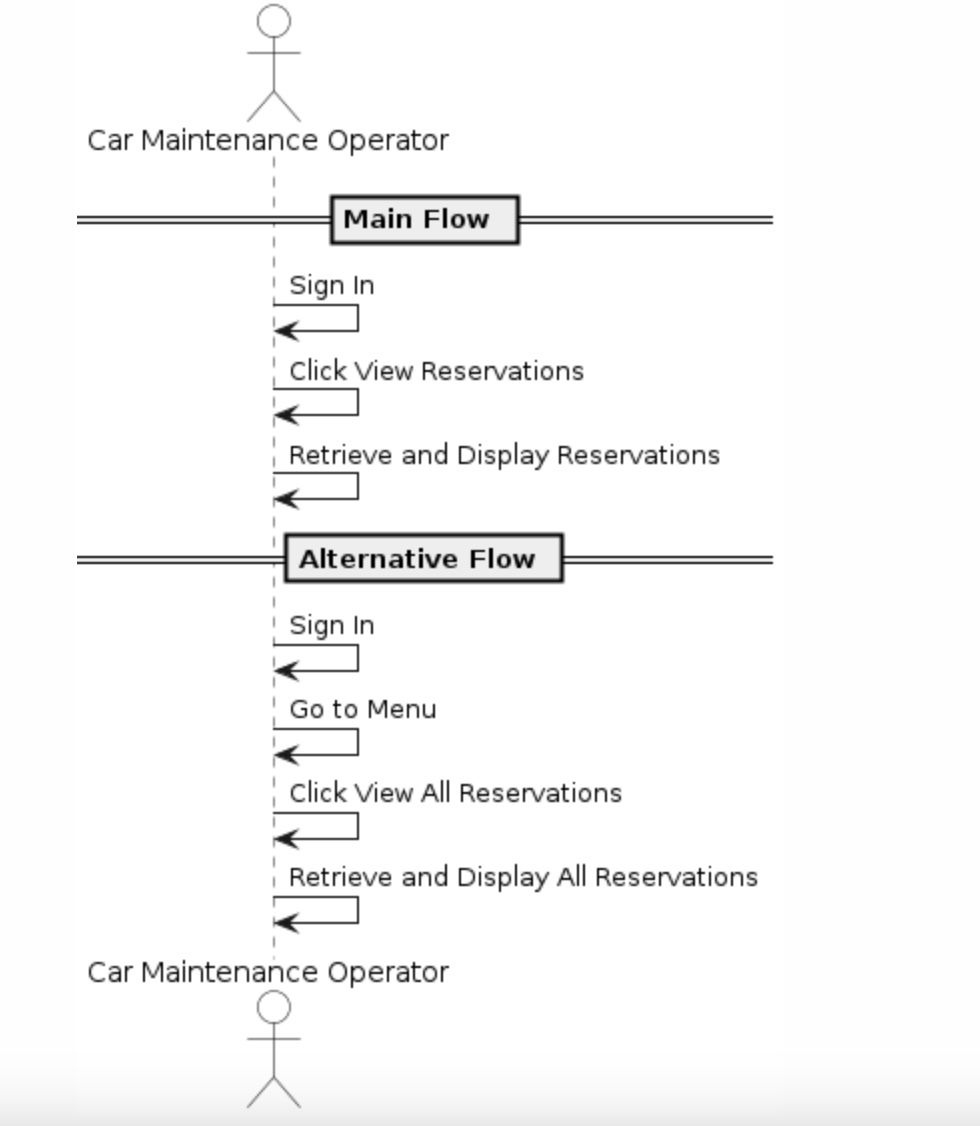 Car Maintenance Operator
Main Flow
Sign In
Click View Reservations
Retrieve and Display Reservations
Alternative Flow
Sign In
Go to Menu
Click View All Reservations
Retrieve and Display All Reservations
Car Maintenance Operator